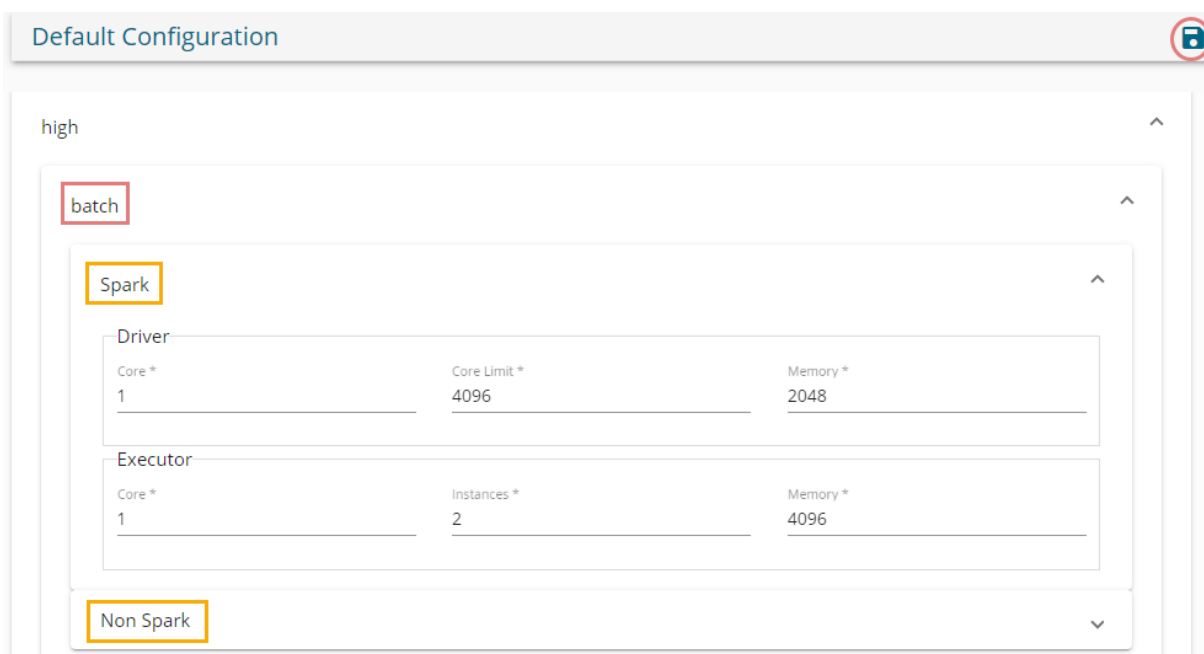 Default Configuration
high
batch
Spark
Driver
Core * Core Limit * Memory *
1 4096 2048
Executor
Core * Instances * Memory *
1 2 4096
Non Spark